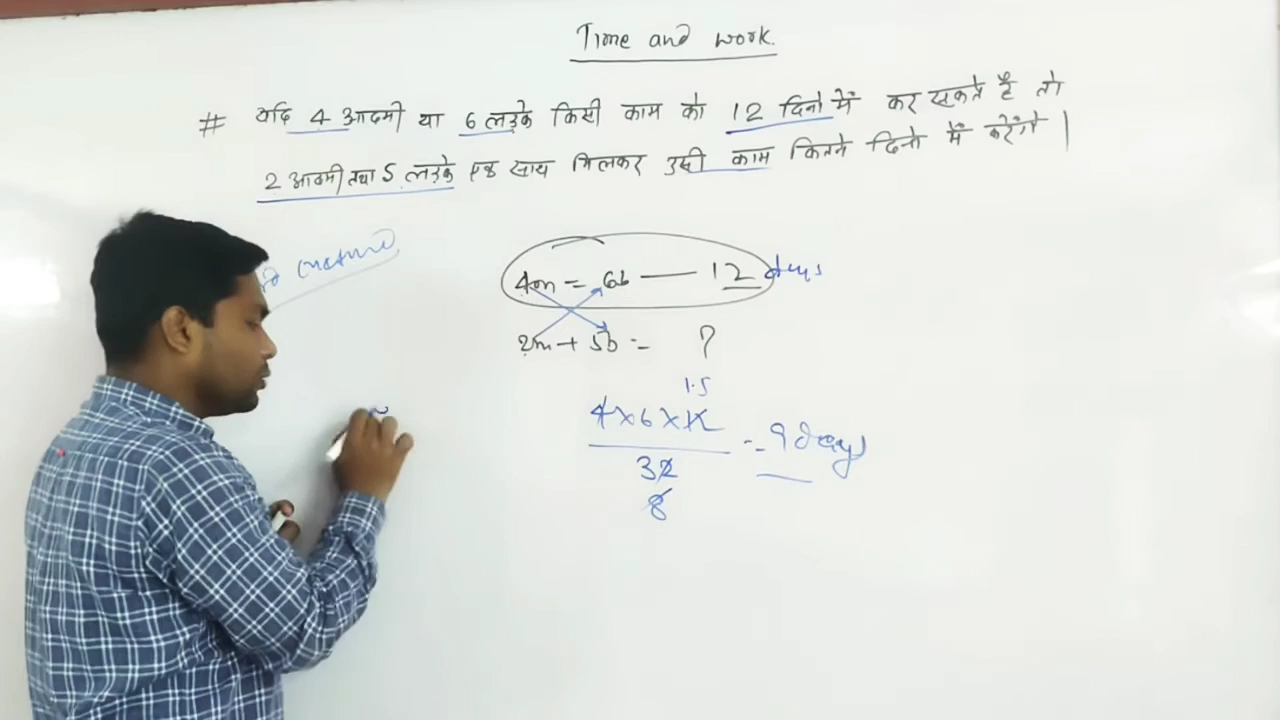 Time and work.
# यदि 4 आदमी या 6 लड़के किसी काम को 12 दिनो में कर सकते है तो
2 आदमी तथा 5 लड़के एक साथ मिलकर उसी काम कितने दिनो में करेंगे |
4m = 6b — 12 days
2m + 5b = ?
1.5
4×6×12
= 9 days
32
8